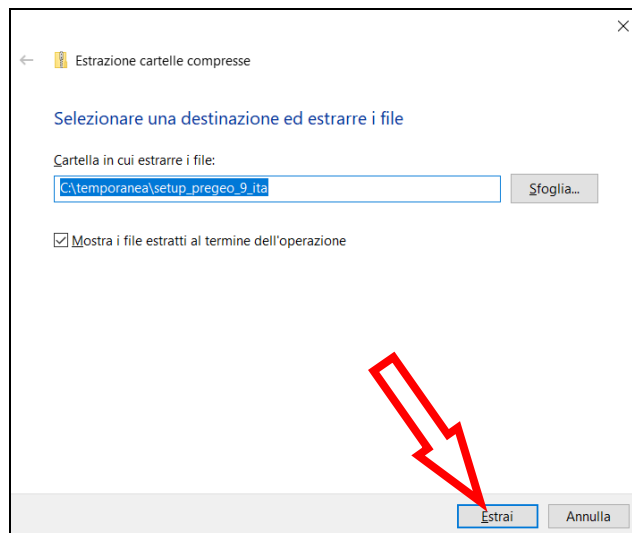 Estrazione cartelle compresse
Selezionare una destinazione ed estrarre i file
Cartella in cui estrarre i file:
C:\temporanea\setup_pregeo_9_ita
Sfoglia...
Mostra i file estratti al termine dell'operazione
Estrai
Annulla